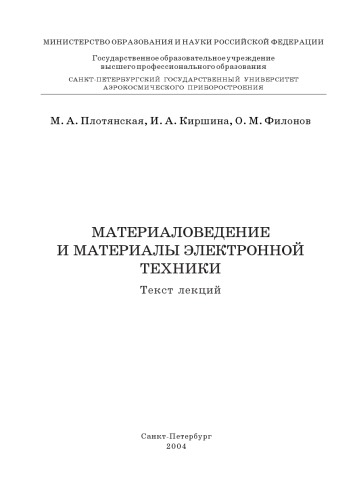 МИНИСТЕРСТВО ОБРАЗОВАНИЯ И НАУКИ РОССИЙСКОЙ ФЕДЕРАЦИИ
Государственное образовательное учреждение
высшего профессионального образования
САНКТ-ПЕТЕРБУРГСКИЙ ГОСУДАРСТВЕННЫЙ УНИВЕРСИТЕТ
АЭРОКОСМИЧЕСКОГО ПРИБОРОСТРОЕНИЯ
М. А. Плотянская, И. А. Киршина, О. М. Филонов
МАТЕРИАЛОВЕДЕНИЕ
И МАТЕРИАЛЫ ЭЛЕКТРОННОЙ
ТЕХНИКИ
Текст лекций
Санкт-Петербург
2004